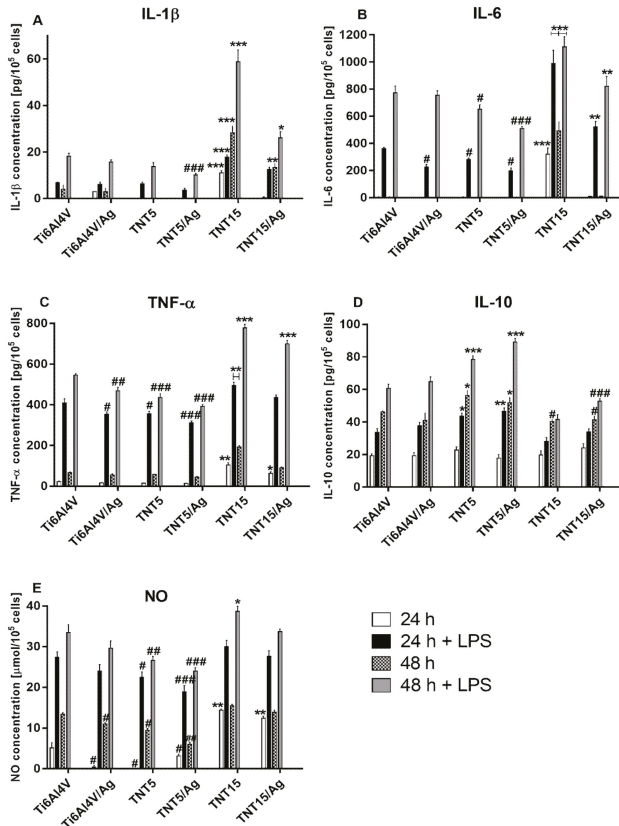 A
IL-1β
IL-1β concentration [pg/10⁵ cells]
60
40
20
0
***
***
***
***
###
**
*
Ti6Al4V
Ti6Al4V/Ag
TNT5
TNT5/Ag
TNT15
TNT15/Ag
B
IL-6
IL-6 concentration [pg/10⁵ cells]
1200
1000
800
600
400
200
0
#
#
#
#
###
***
***
**
**
Ti6Al4V
Ti6Al4V/Ag
TNT5
TNT5/Ag
TNT15
TNT15/Ag
C
TNF-α
TNF-α concentration [pg/10⁵ cells]
800
600
400
200
0
#
##
#
###
###
###
**
**
***
*
***
Ti6Al4V
Ti6Al4V/Ag
TNT5
TNT5/Ag
TNT15
TNT15/Ag
D
IL-10
IL-10 concentration [pg/10⁵ cells]
100
80
60
40
20
0
*
*
***
**
*
***
#
#
###
Ti6Al4V
Ti6Al4V/Ag
TNT5
TNT5/Ag
TNT15
TNT15/Ag
E
NO
NO concentration [µmol/10⁵ cells]
40
30
20
10
0
#
#
#
#
#
##
#
###
##
###
**
*
**
Ti6Al4V
Ti6Al4V/Ag
TNT5
TNT5/Ag
TNT15
TNT15/Ag
24 h
24 h + LPS
48 h
48 h + LPS